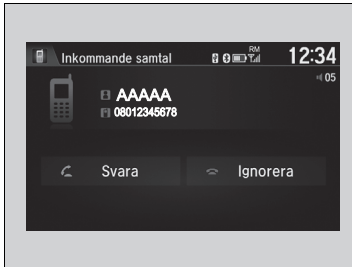 Inkommande samtal RM 12:34
05
AAAAA
08012345678
Svara Ignorera